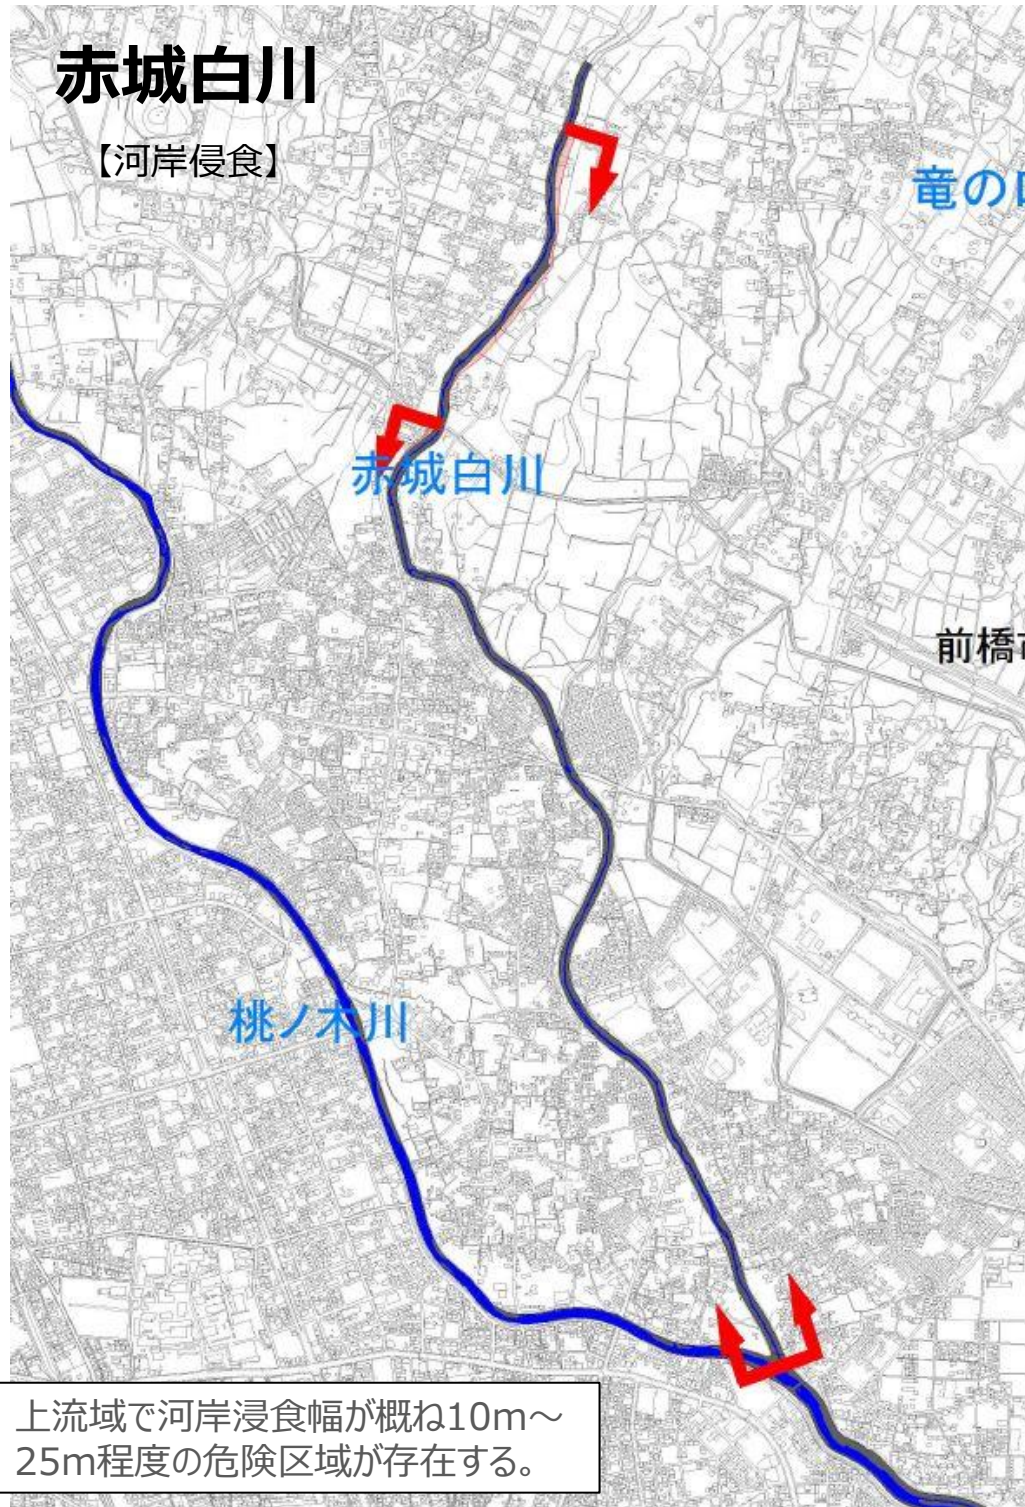 赤城白川
【河岸侵食】
竜の口
赤城白川
前橋市
桃ノ木川
上流域で河岸浸食幅が概ね10m～
25m程度の危険区域が存在する。